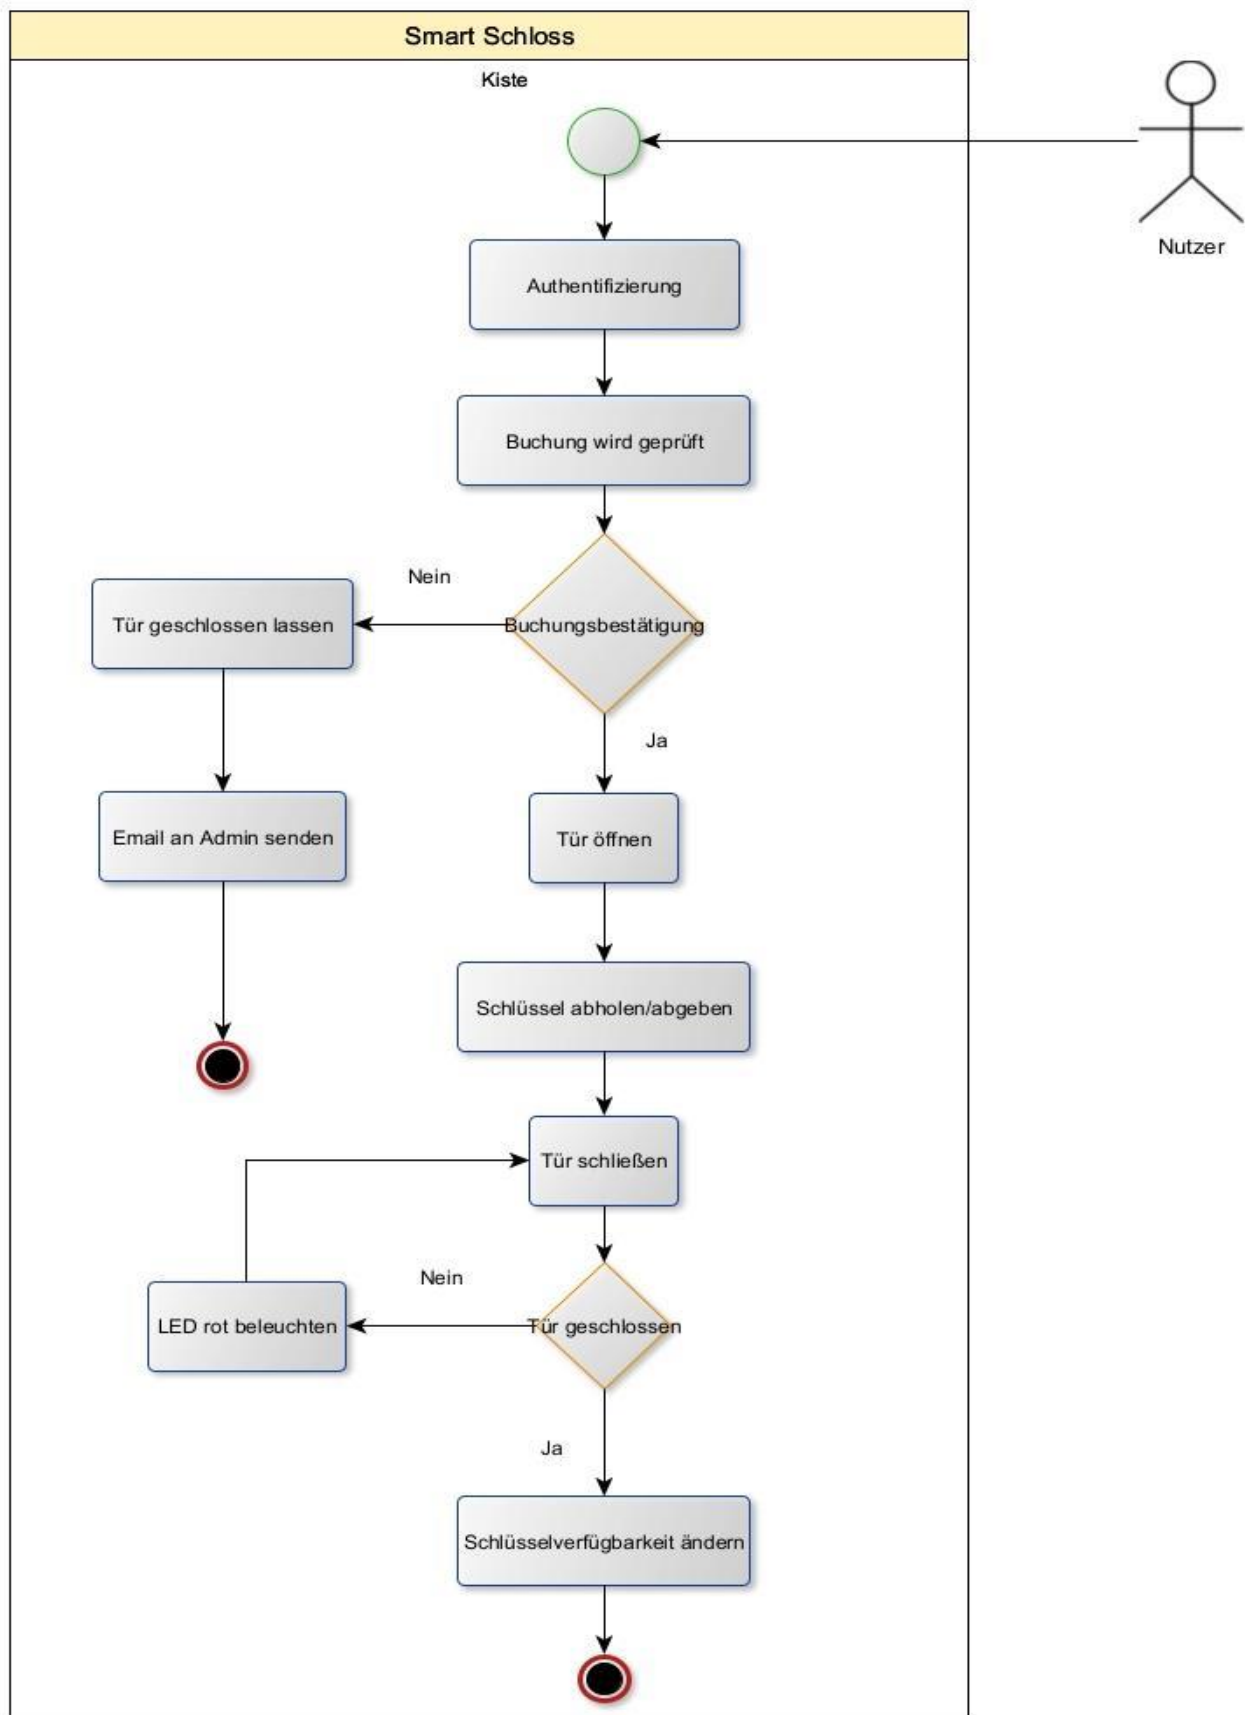 Smart Schloss
Kiste
Nutzer
Authentifizierung
Buchung wird geprüft
Nein
Tür geschlossen lassen
Buchungsbestätigung
Ja
Email an Admin senden
Tür öffnen
Schlüssel abholen/abgeben
Tür schließen
Nein
LED rot beleuchten
Tür geschlossen
Ja
Schlüsselverfügbarkeit ändern